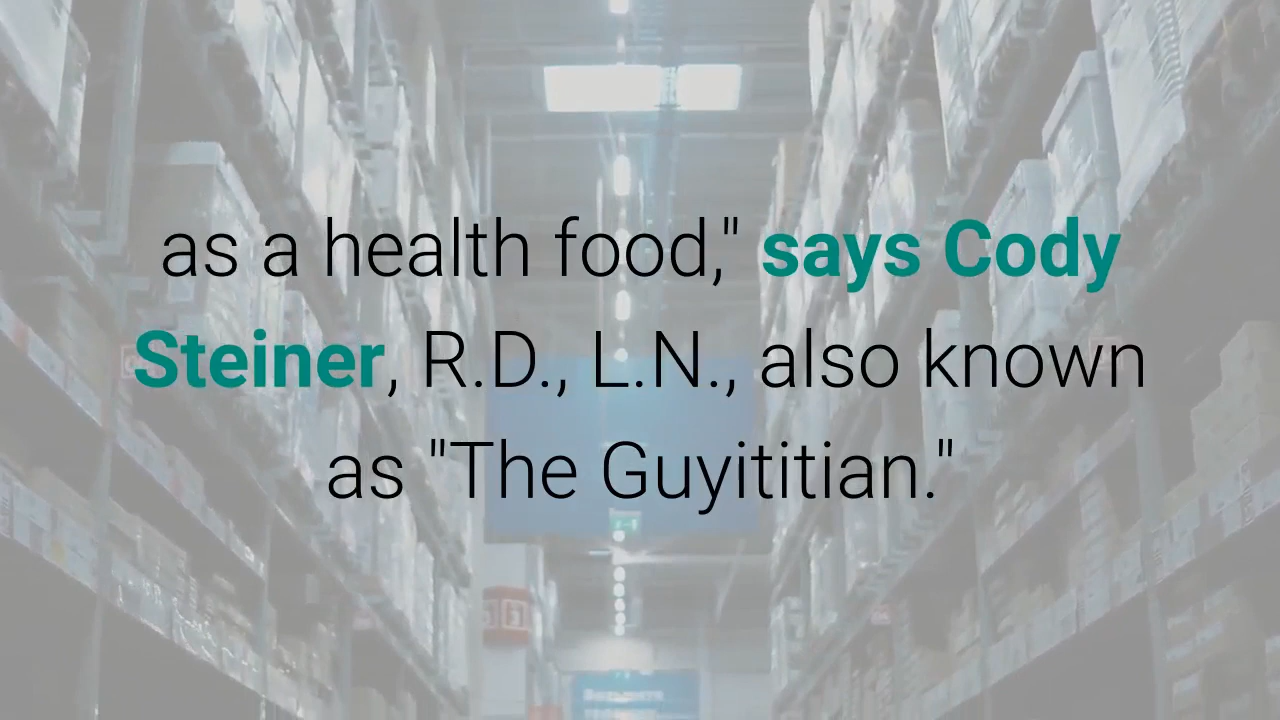 as a health food," says Cody
Steiner, R.D., L.N., also known
as "The Guyititian."